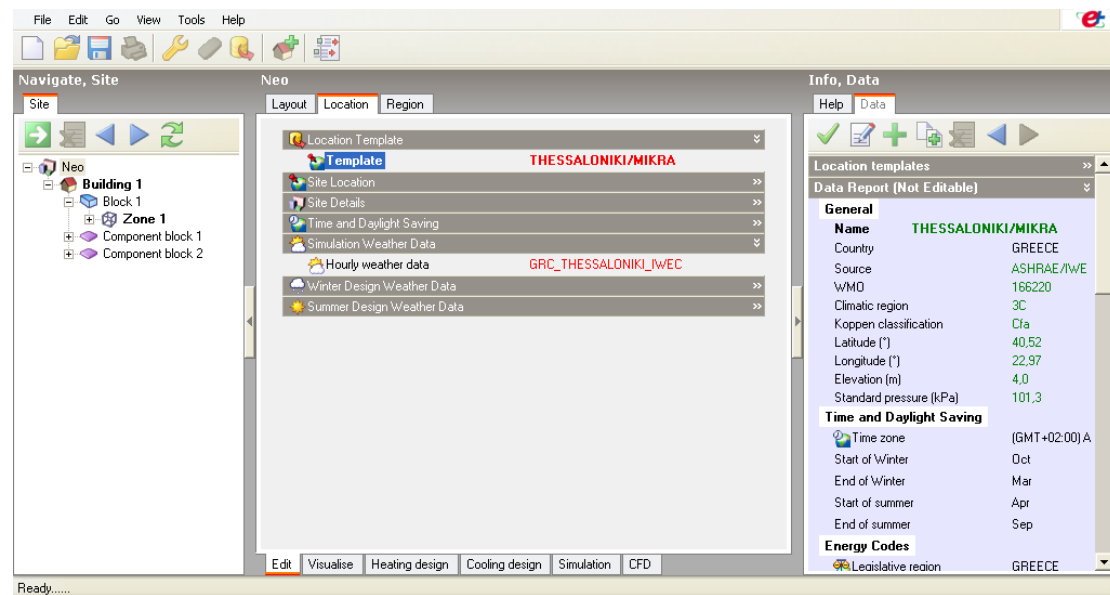 File Edit Go View Tools Help
Navigate, Site
Site
Neo
Building 1
Block 1
Zone 1
Component block 1
Component block 2
Neo
Layout Location Region
Location Template
Template THESSALONIKI/MIKRA
Site Location
Site Details
Time and Daylight Saving
Simulation Weather Data
Hourly weather data GRC_THESSALONIKI_IWEC
Winter Design Weather Data
Summer Design Weather Data
Edit Visualise Heating design Cooling design Simulation CFD
Info, Data
Help Data
Location templates
Data Report (Not Editable)
General
Name THESSALONIKI/MIKRA
Country GREECE
Source ASHRAE/IWE
WMO 166220
Climatic region 3C
Koppen classification Cfa
Latitude (°) 40,52
Longitude (°) 22,97
Elevation (m) 4,0
Standard pressure (kPa) 101,3
Time and Daylight Saving
Time zone (GMT+02:00) A
Start of Winter Oct
End of Winter Mar
Start of summer Apr
End of summer Sep
Energy Codes
Legislative region GREECE
Ready......